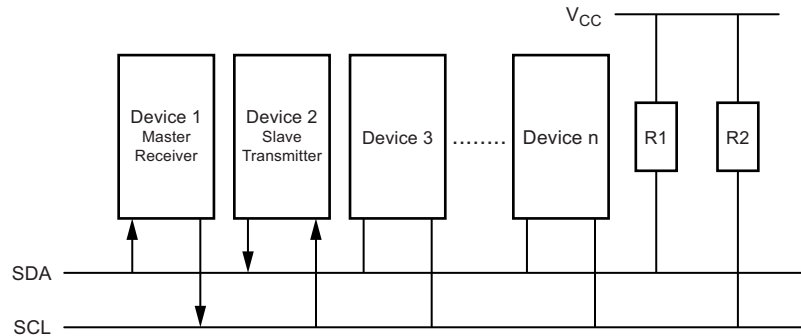 VCC
Device 1
Master
Receiver
Device 2
Slave
Transmitter
Device 3
........
Device n
R1
R2
SDA
SCL